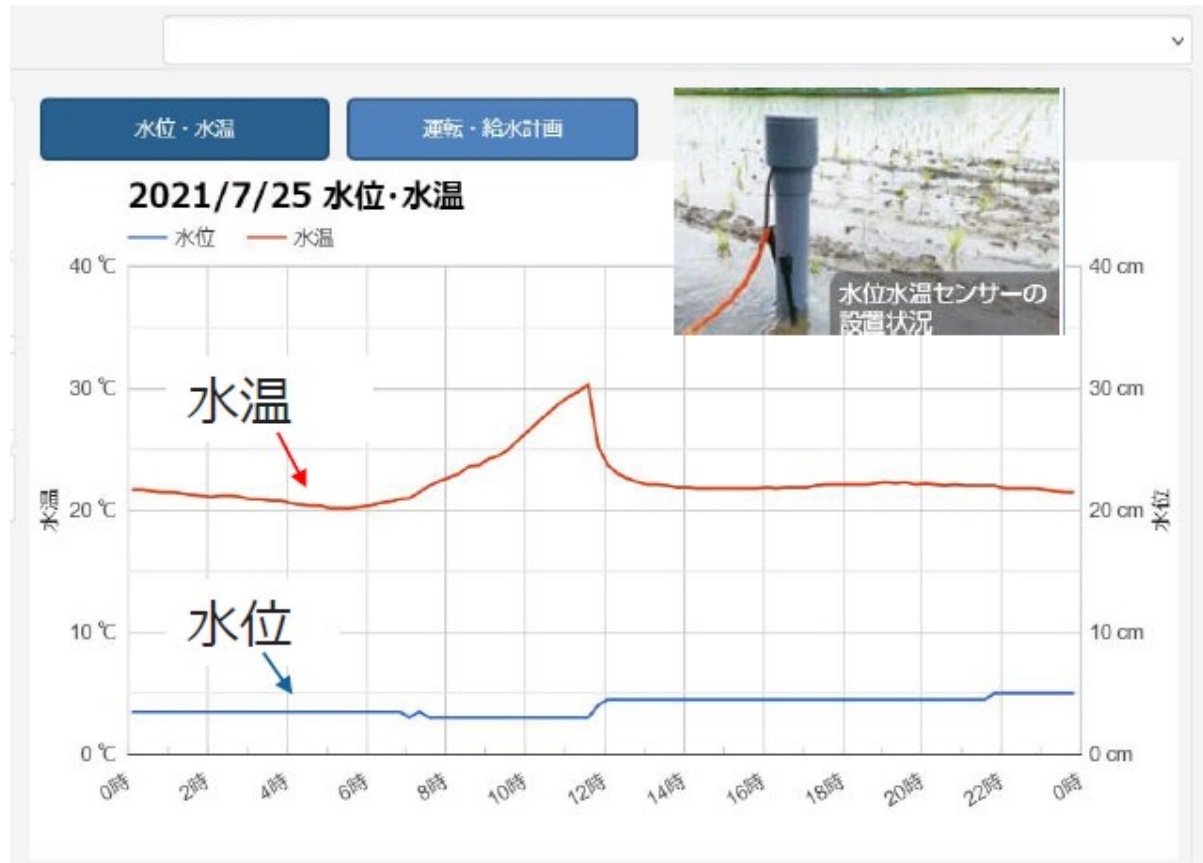 水位・水温
運転・給水計画
2021/7/25 水位・水温
水位
水温
水位水温センサーの
設置状況
40 ℃
40 cm
30 ℃
30 cm
20 ℃
20 cm
10 ℃
10 cm
0 ℃
0 cm
水温
水位
水温
水位
0時
2時
4時
6時
8時
10時
12時
14時
16時
18時
20時
22時
0時